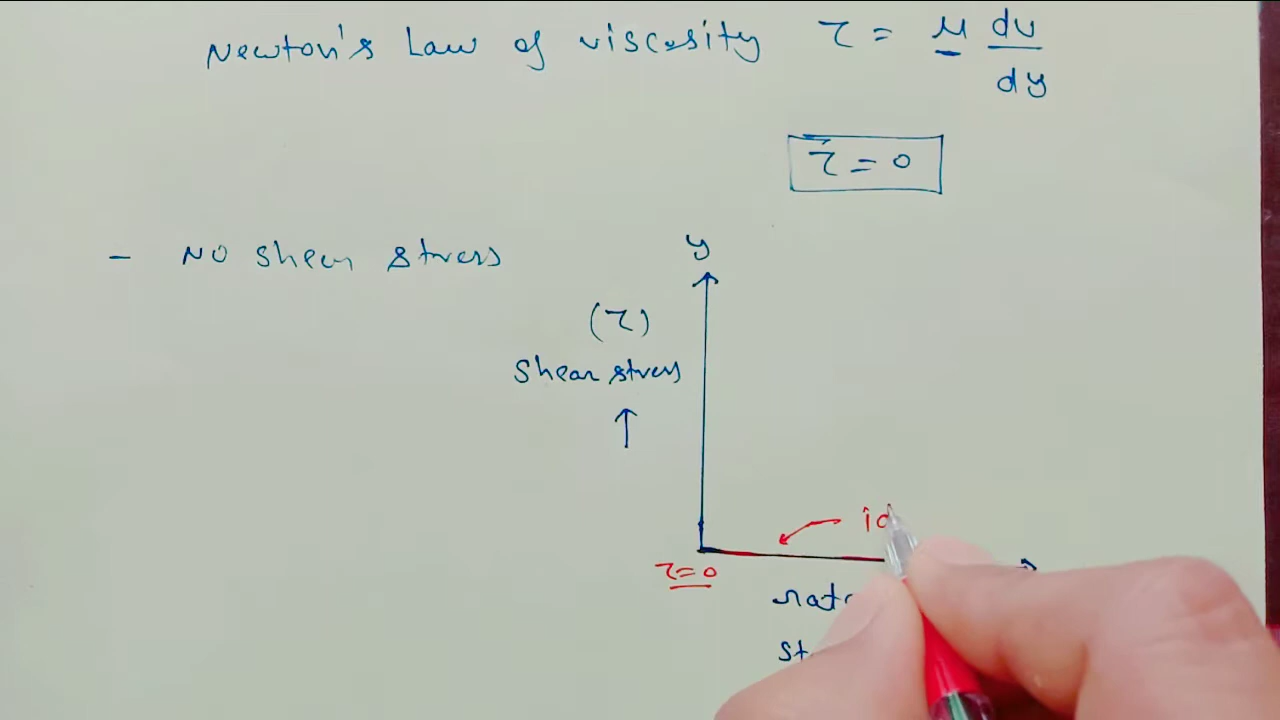 Newton's Law of viscosity τ = μ du/dy
τ = 0
- No shear stress
y
(τ)
shear stress
τ=0